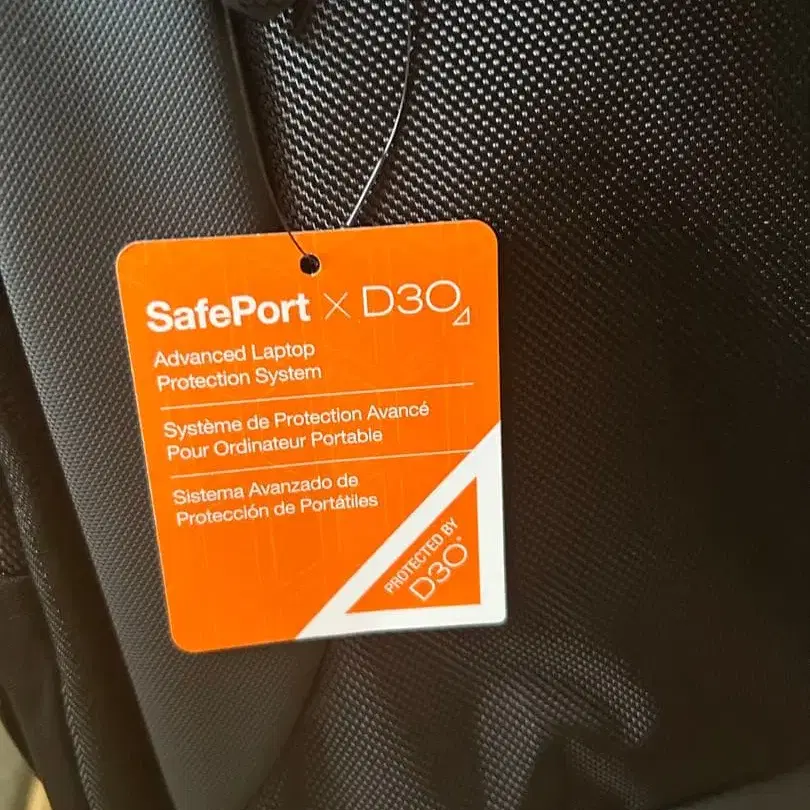 SafePort × D3O
Advanced Laptop
Protection System
Système de Protection Avancé
Pour Ordinateur Portable
Sistema Avanzado de
Protección de Portátiles
PROTECTED BY
D3O®